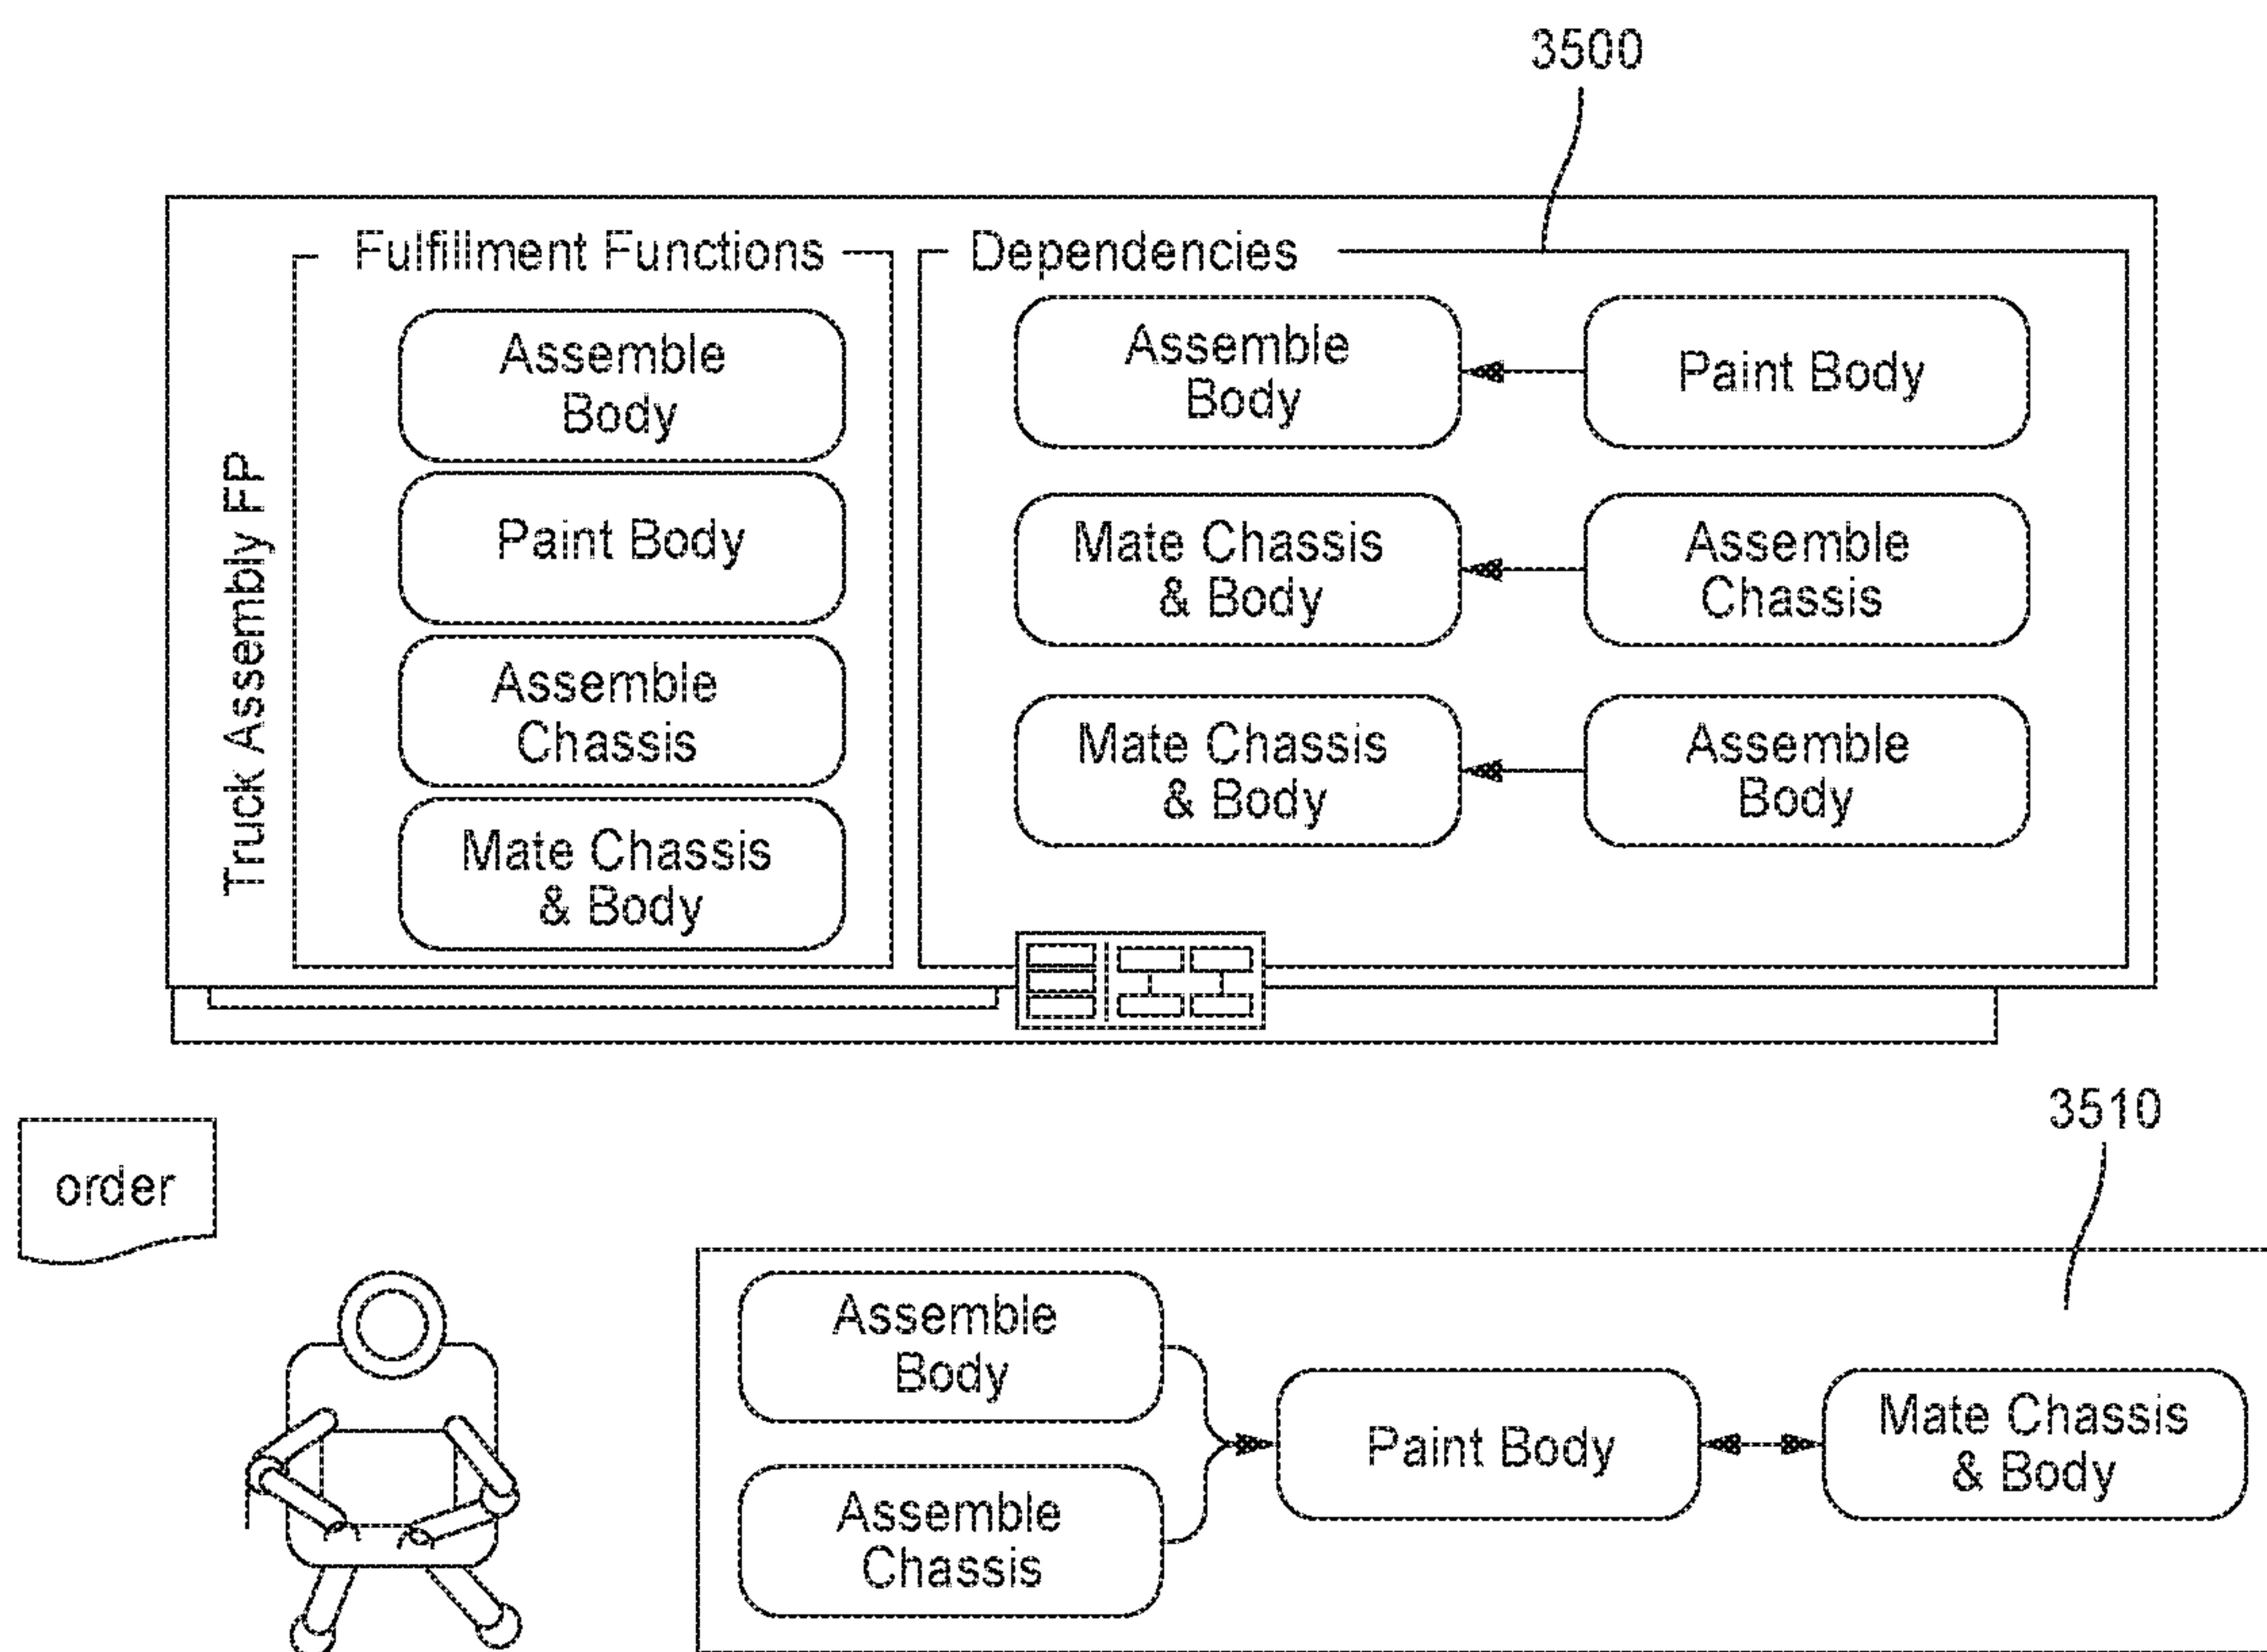 3500
Truck Assembly FP
Fulfillment Functions
Assemble
Body
Paint Body
Assemble
Chassis
Mate Chassis
& Body
Dependencies
Assemble
Body
Paint Body
Mate Chassis
& Body
Assemble
Chassis
Mate Chassis
& Body
Assemble
Body
order
3510
Assemble
Body
Assemble
Chassis
Paint Body
Mate Chassis
& Body